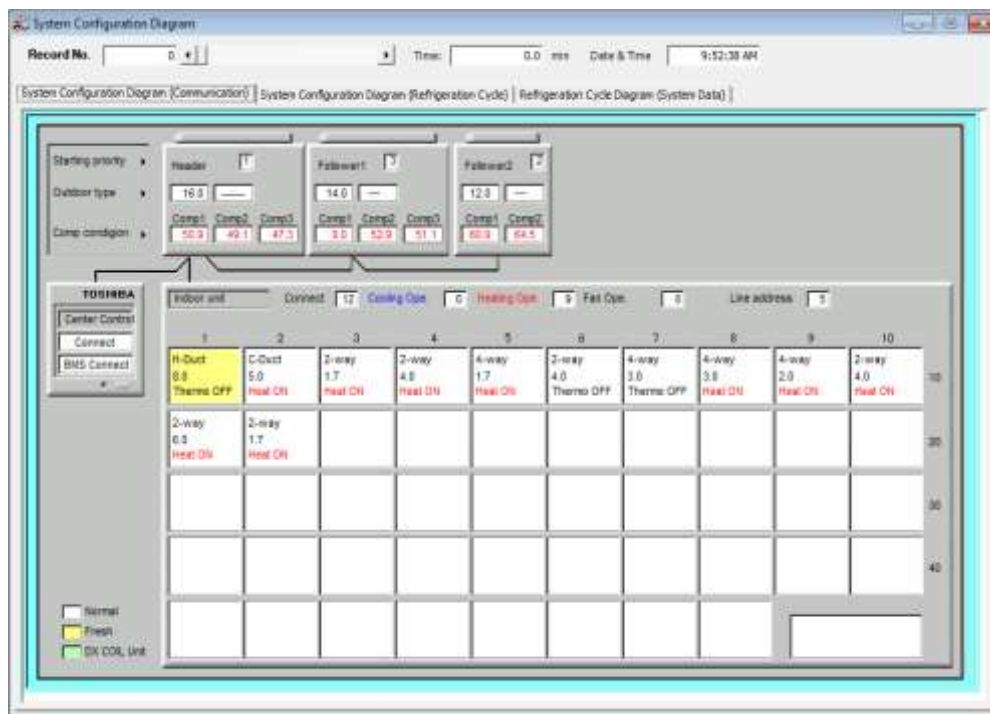 System Configuration Diagram
Record No. 0 Time: 0.0 min Date & Time 9:52:38 AM
System Configuration Diagram (Communication) System Configuration Diagram (Refrigeration Cycle) Refrigeration Cycle Diagram (System Data)
Starting priority Header 1 Follower1 3 Follower2 2
Outdoor type 16.0 14.0 12.0
Comp1 Comp2 Comp3 Comp1 Comp2 Comp3 Comp1 Comp2
Comp condigion 50.9 49.1 47.3 0.0 52.9 51.1 60.9 64.5
TOSHIBA
Center Control
Connect
BMS Connect
Indoor unit Connect 12 Cooling Ope. 0 Heating Ope. 9 Fan Ope. Line address 5
1 2 3 4 5 6 7 8 9 10
H-Duct C-Duct 2-way 2-way 4-way 2-way 4-way 4-way 4-way 2-way
8.0 5.0 1.7 4.0 1.7 4.0 3.0 3.0 2.0 4.0 10
Thermo OFF Heat ON Heat ON Heat ON Heat ON Thermo OFF Thermo OFF Heat ON Heat ON Heat ON
2-way 2-way
6.0 1.7 20
Heat ON Heat ON
30
40
Normal
Fresh
DX COIL Unit